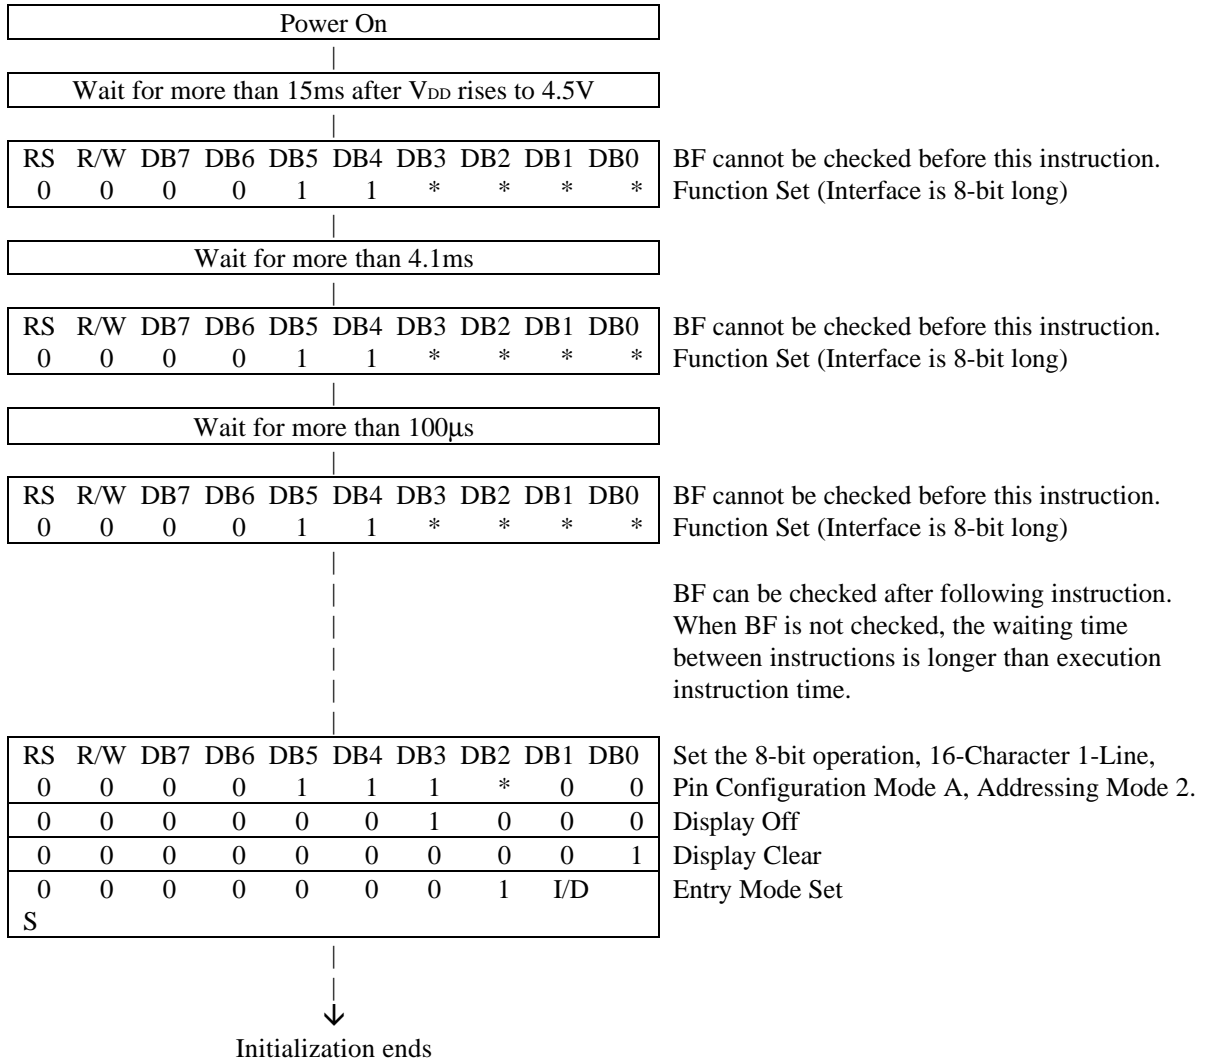 Power On
Wait for more than 15ms after VDD rises to 4.5V
RS R/W DB7 DB6 DB5 DB4 DB3 DB2 DB1 DB0 BF cannot be checked before this instruction.
0 0 0 0 1 1 * * * * Function Set (Interface is 8-bit long)
Wait for more than 4.1ms
RS R/W DB7 DB6 DB5 DB4 DB3 DB2 DB1 DB0 BF cannot be checked before this instruction.
0 0 0 0 1 1 * * * * Function Set (Interface is 8-bit long)
Wait for more than 100µs
RS R/W DB7 DB6 DB5 DB4 DB3 DB2 DB1 DB0 BF cannot be checked before this instruction.
0 0 0 0 1 1 * * * * Function Set (Interface is 8-bit long)
BF can be checked after following instruction.
When BF is not checked, the waiting time
between instructions is longer than execution
instruction time.
RS R/W DB7 DB6 DB5 DB4 DB3 DB2 DB1 DB0 Set the 8-bit operation, 16-Character 1-Line,
0 0 0 0 1 1 1 * 0 0 Pin Configuration Mode A, Addressing Mode 2.
0 0 0 0 0 0 1 0 0 0 Display Off
0 0 0 0 0 0 0 0 0 1 Display Clear
0 0 0 0 0 0 0 1 I/D Entry Mode Set
S
Initialization ends